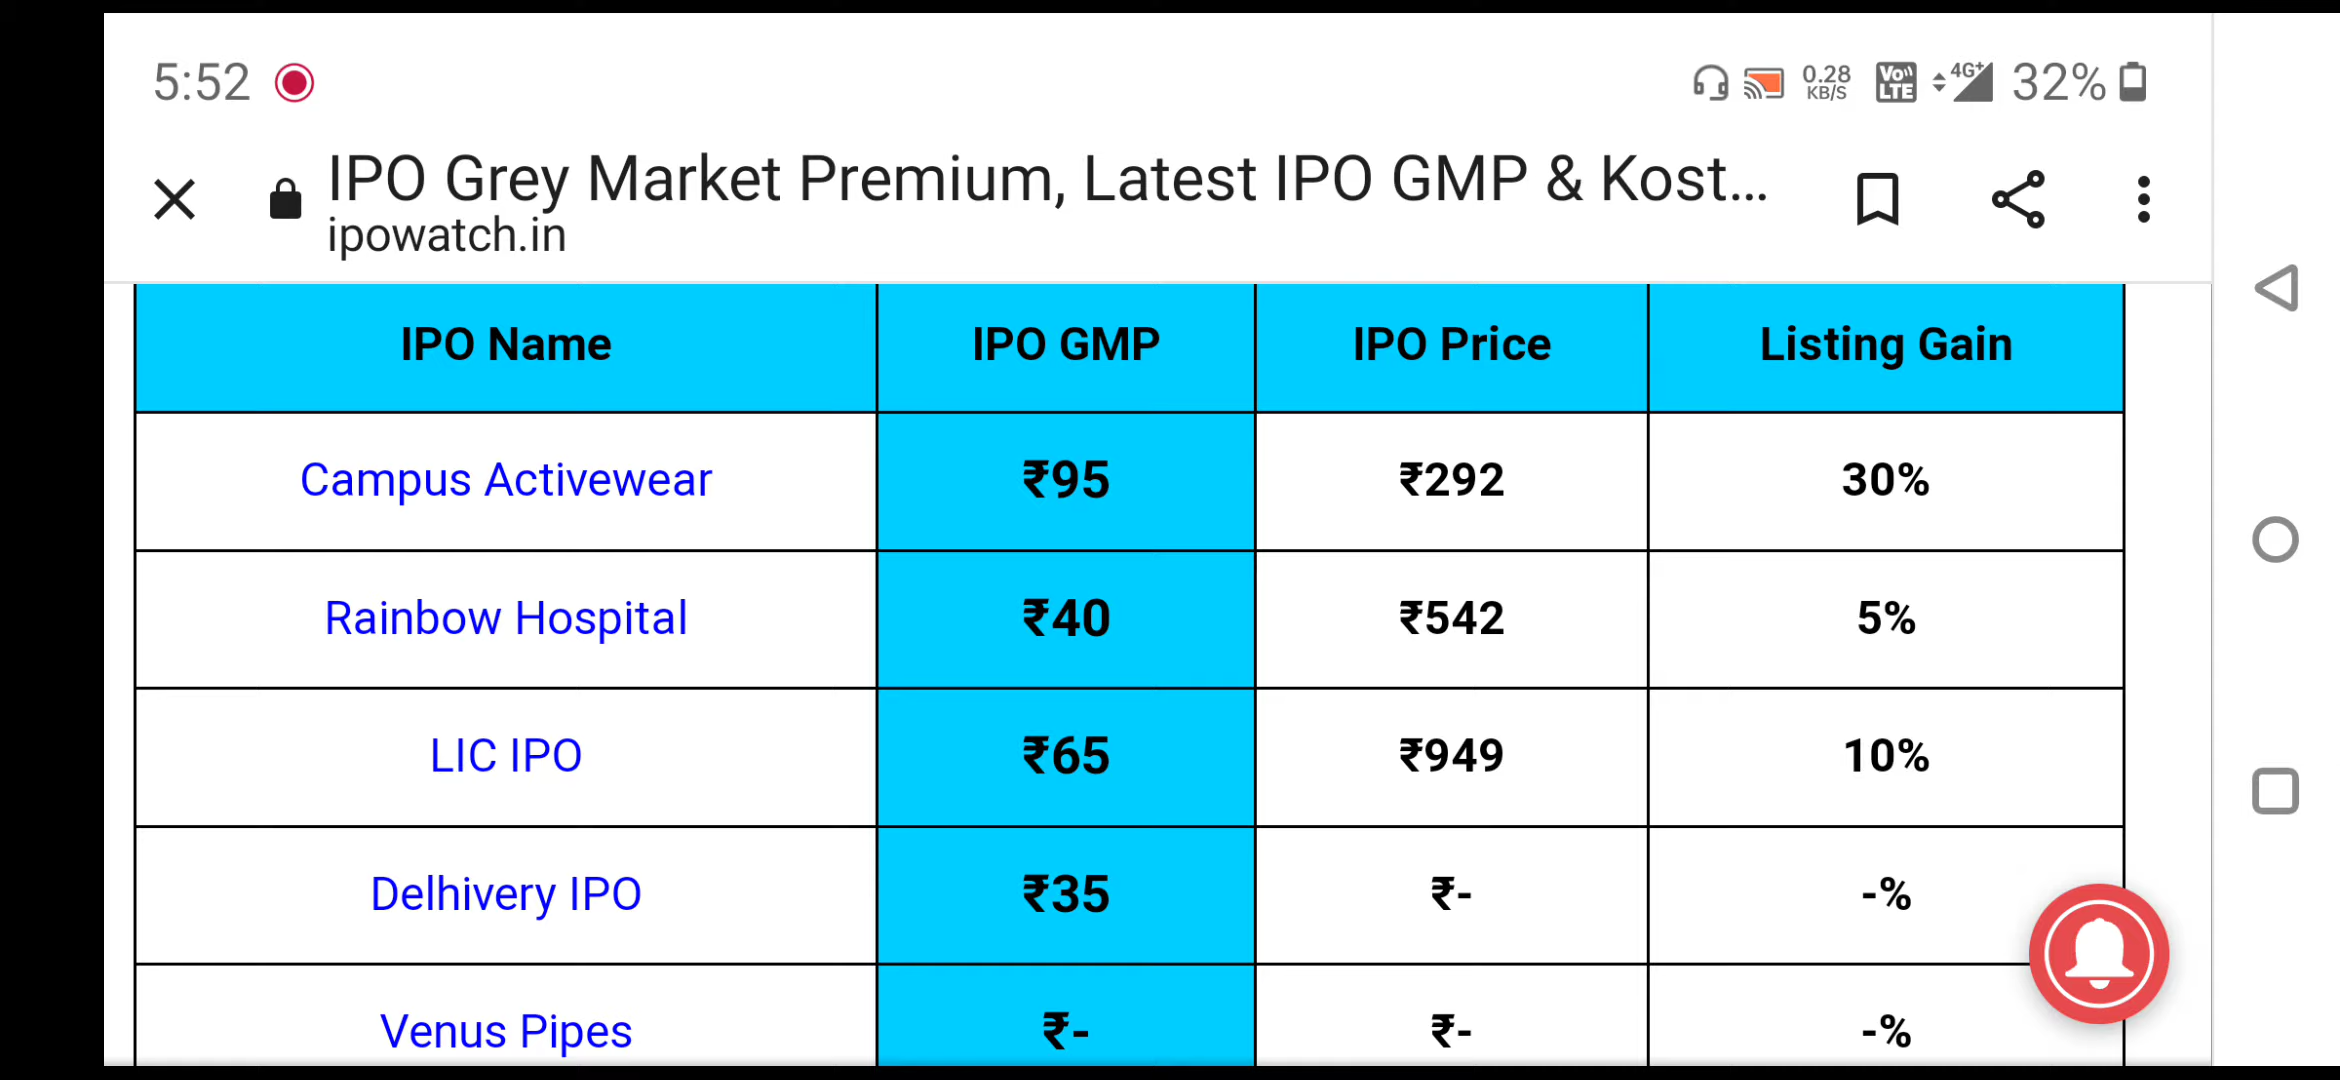 5:52 0.28 KB/S VoLTE 4G+ 32%
IPO Grey Market Premium, Latest IPO GMP & Kost...
ipowatch.in
IPO Name IPO GMP IPO Price Listing Gain
Campus Activewear ₹95 ₹292 30%
Rainbow Hospital ₹40 ₹542 5%
LIC IPO ₹65 ₹949 10%
Delhivery IPO ₹35 ₹- -%
Venus Pipes ₹- ₹- -%